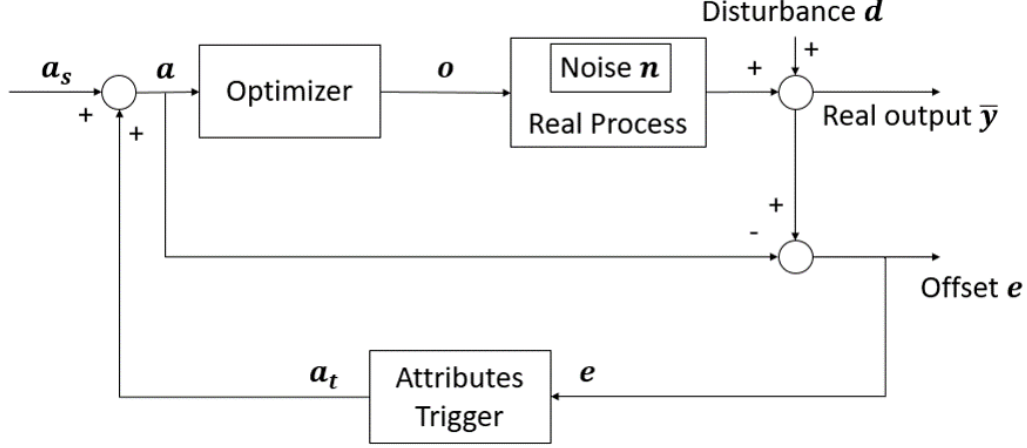 Disturbance d
a_s
a
Optimizer
o
Noise n
Real Process
+
+
+
+
Real output ȳ
+
-
Offset e
a_t
Attributes
Trigger
e